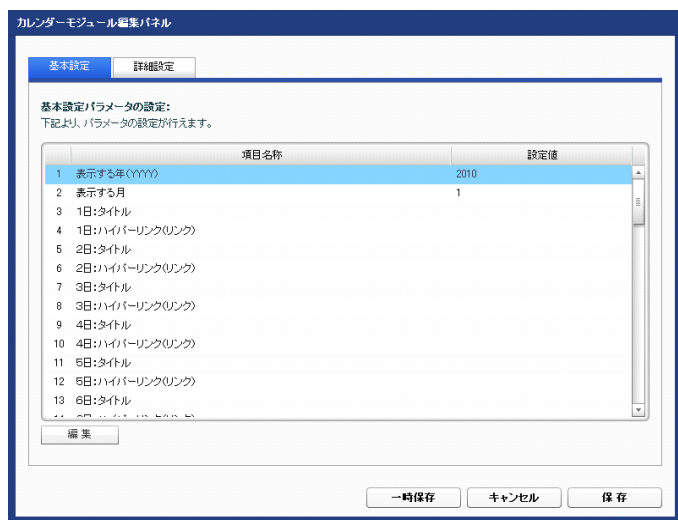 カレンダーモジュール編集パネル
基本設定 詳細設定
基本設定パラメータの設定:
下記より、パラメータの設定が行えます。
項目名称 設定値
1 表示する年(YYYY) 2010
2 表示する月 1
3 1日:タイトル
4 1日:ハイパーリンク(リンク)
5 2日:タイトル
6 2日:ハイパーリンク(リンク)
7 3日:タイトル
8 3日:ハイパーリンク(リンク)
9 4日:タイトル
10 4日:ハイパーリンク(リンク)
11 5日:タイトル
12 5日:ハイパーリンク(リンク)
13 6日:タイトル
編集
一時保存 キャンセル 保存